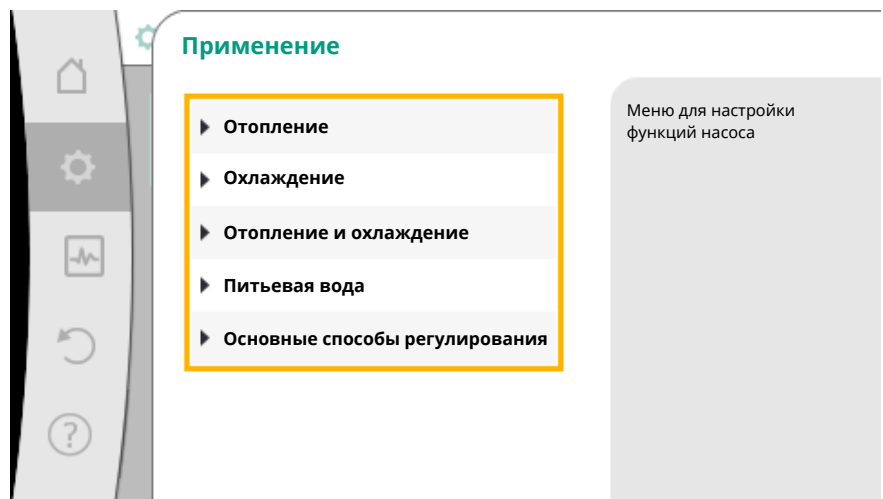 Применение
Отопление
Охлаждение
Отопление и охлаждение
Питьевая вода
Основные способы регулирования
Меню для настройки
функций насоса
?